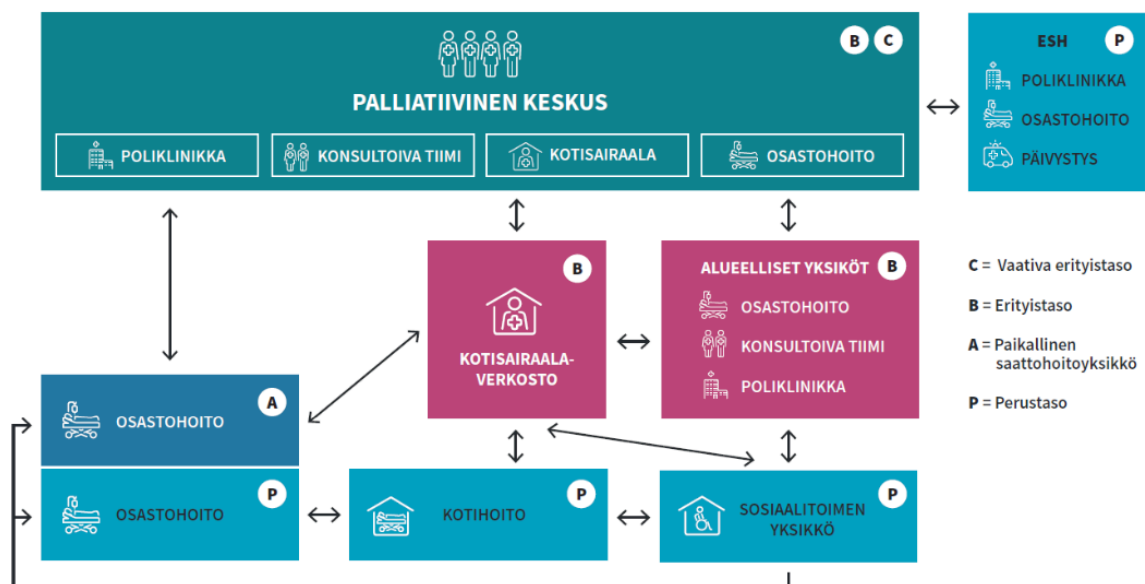 B C
PALLIATIIVINEN KESKUS
POLIKLINIKKA
KONSULTOIVA TIIMI
KOTISAIRAALA
OSASTOHOITO
ESH P
POLIKLINIKKA
OSASTOHOITO
PÄIVYSTYS
B
KOTISAIRAALA-
VERKOSTO
ALUEELLISET YKSIKÖT B
OSASTOHOITO
KONSULTOIVA TIIMI
POLIKLINIKKA
C = Vaativa erityistaso
B = Erityistaso
A = Paikallinen
saattohoitoyksikkö
P = Perustaso
OSASTOHOITO A
OSASTOHOITO P
KOTIHOITO P
SOSIAALITOIMEN P
YKSIKKÖ